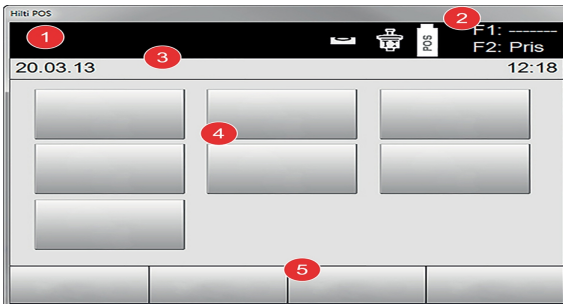 Hilti POS
1
2
F1: -------
POS
F2: Pris
3
20.03.13
12:18
4
5